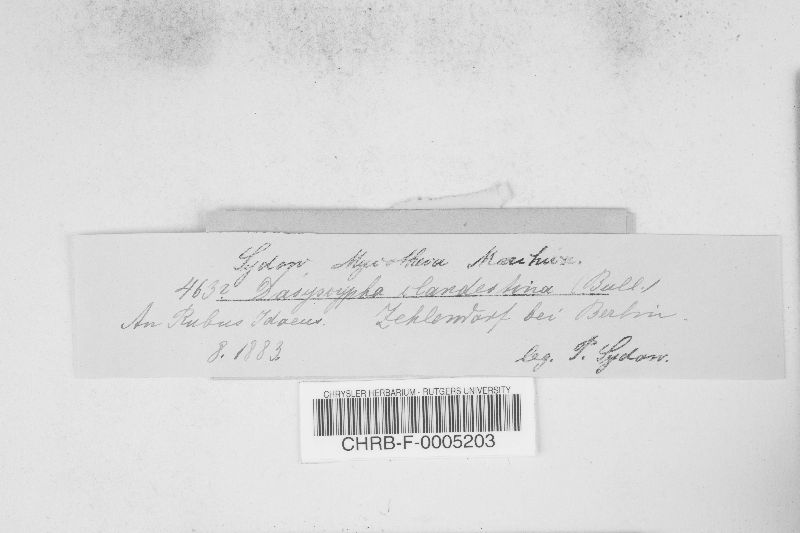 Sydow Mycotheca Marchica.
4632. Dasyscypha clandestina (Bull.)
An Rubus Idaeus. Zehlendorf bei Berlin.
8. 1883. leg. P. Sydow.
CHRYSLER HERBARIUM - RUTGERS UNIVERSITY
CHRB-F-0005203